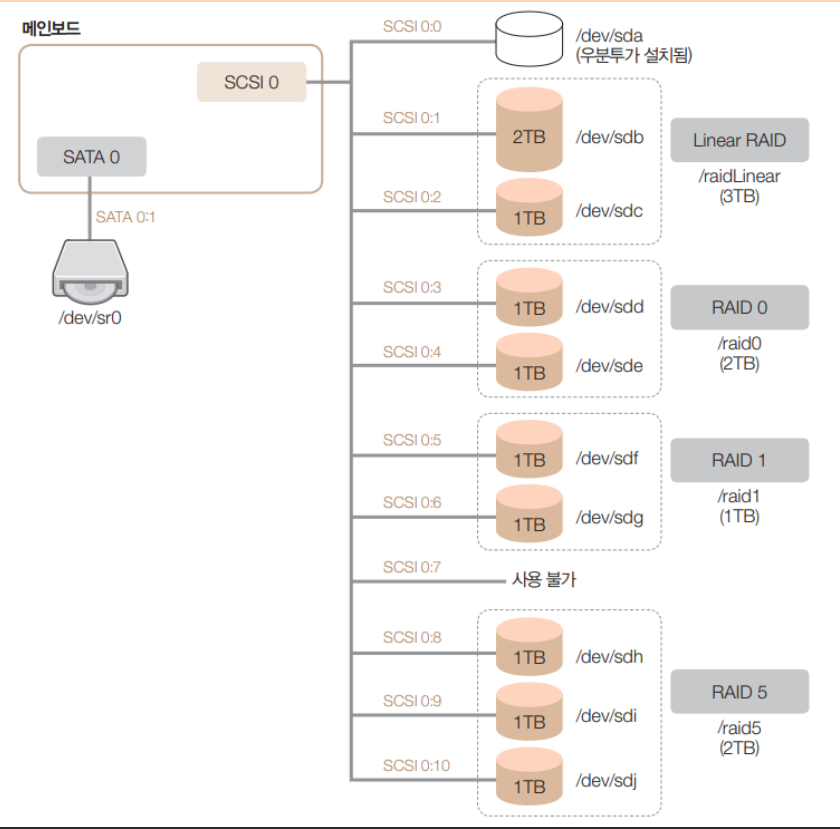 메인보드
SCSI 0
SATA 0
SATA 0:1
/dev/sr0
SCSI 0:0
/dev/sda
(우분투가 설치됨)
SCSI 0:1
2TB
/dev/sdb
SCSI 0:2
1TB
/dev/sdc
Linear RAID
/raidLinear
(3TB)
SCSI 0:3
1TB
/dev/sdd
SCSI 0:4
1TB
/dev/sde
RAID 0
/raid0
(2TB)
SCSI 0:5
1TB
/dev/sdf
SCSI 0:6
1TB
/dev/sdg
RAID 1
/raid1
(1TB)
SCSI 0:7
사용 불가
SCSI 0:8
1TB
/dev/sdh
SCSI 0:9
1TB
/dev/sdi
SCSI 0:10
1TB
/dev/sdj
RAID 5
/raid5
(2TB)